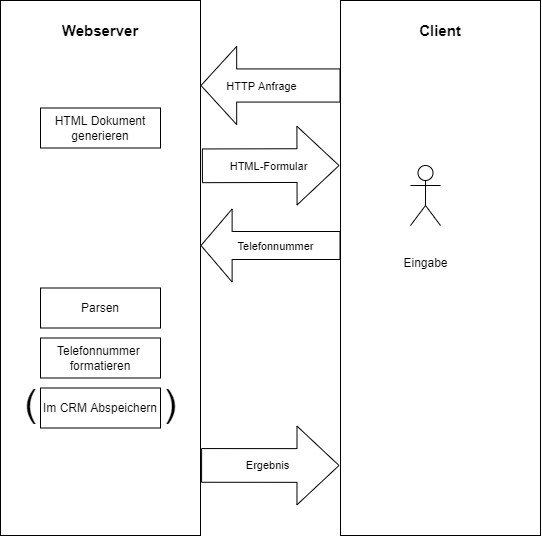 Webserver
Client
HTTP Anfrage
HTML Dokument
generieren
HTML-Formular
Telefonnummer
Eingabe
Parsen
Telefonnummer
formatieren
( Im CRM Abspeichern )
Ergebnis